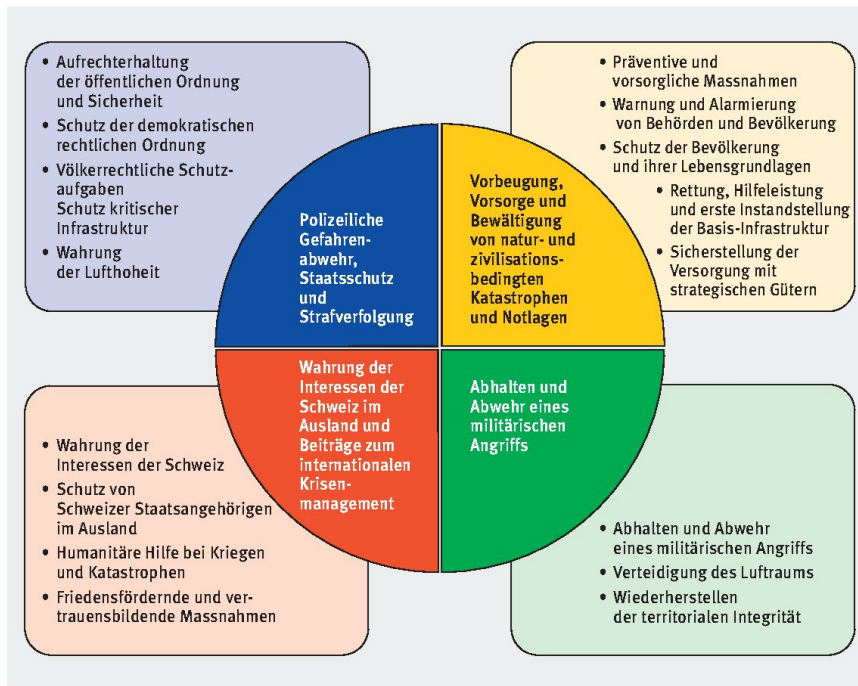 • Aufrechterhaltung
der öffentlichen Ordnung
und Sicherheit
• Schutz der demokratischen
rechtlichen Ordnung
• Völkerrechtliche Schutz-
aufgaben
Schutz kritischer
Infrastruktur
• Wahrung
der Lufthoheit
• Präventive und
vorsorgliche Massnahmen
• Warnung und Alarmierung
von Behörden und Bevölkerung
• Schutz der Bevölkerung
und ihrer Lebensgrundlagen
• Rettung, Hilfeleistung
und erste Instandstellung
der Basis-Infrastruktur
• Sicherstellung der
Versorgung mit
strategischen Gütern
Polizeiliche
Gefahren-
abwehr,
Staatsschutz
und
Strafverfolgung
Vorbeugung,
Vorsorge und
Bewältigung
von natur- und
zivilisations-
bedingten
Katastrophen
und Notlagen
Wahrung der
Interessen der
Schweiz im
Ausland und
Beiträge zum
internationalen
Krisen-
management
Abhalten und
Abwehr eines
militärischen
Angriffs
• Wahrung der
Interessen der Schweiz
• Schutz von
Schweizer Staatsangehörigen
im Ausland
• Humanitäre Hilfe bei Kriegen
und Katastrophen
• Friedensfördernde und ver-
trauensbildende Massnahmen
• Abhalten und Abwehr
eines militärischen Angriffs
• Verteidigung des Luftraums
• Wiederherstellen
der territorialen Integrität